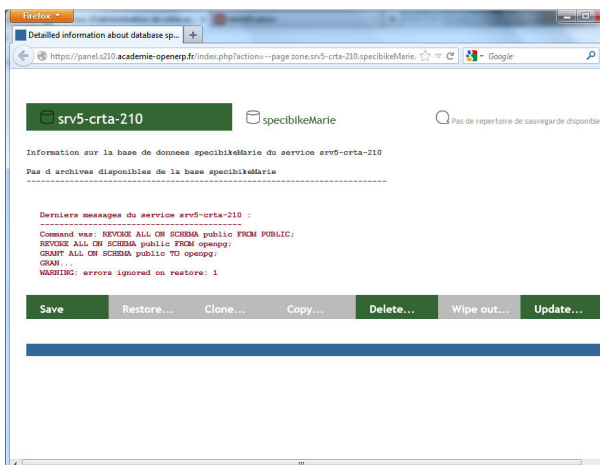 Firefox
Detailled information about database sp...
https://panel.s210.academie-openerp.fr/index.php?action=--page zone.srv5-crta-210.specibikeMarie.
Google
srv5-crta-210
specibikeMarie
Pas de repertoire de sauvegarde disponible
Information sur la base de donnees specibikeMarie du service srv5-crta-210
Pas d archives disponibles de la base specibikeMarie
------------------------------------------------------------------------
Derniers messages du service srv5-crta-210 :
----------------------------------------
Command was: REVOKE ALL ON SCHEMA public FROM PUBLIC;
REVOKE ALL ON SCHEMA public FROM openpg;
GRANT ALL ON SCHEMA public TO openpg;
GRAN...
WARNING: errors ignored on restore: 1
Save Restore... Clone... Copy... Delete... Wipe out... Update...